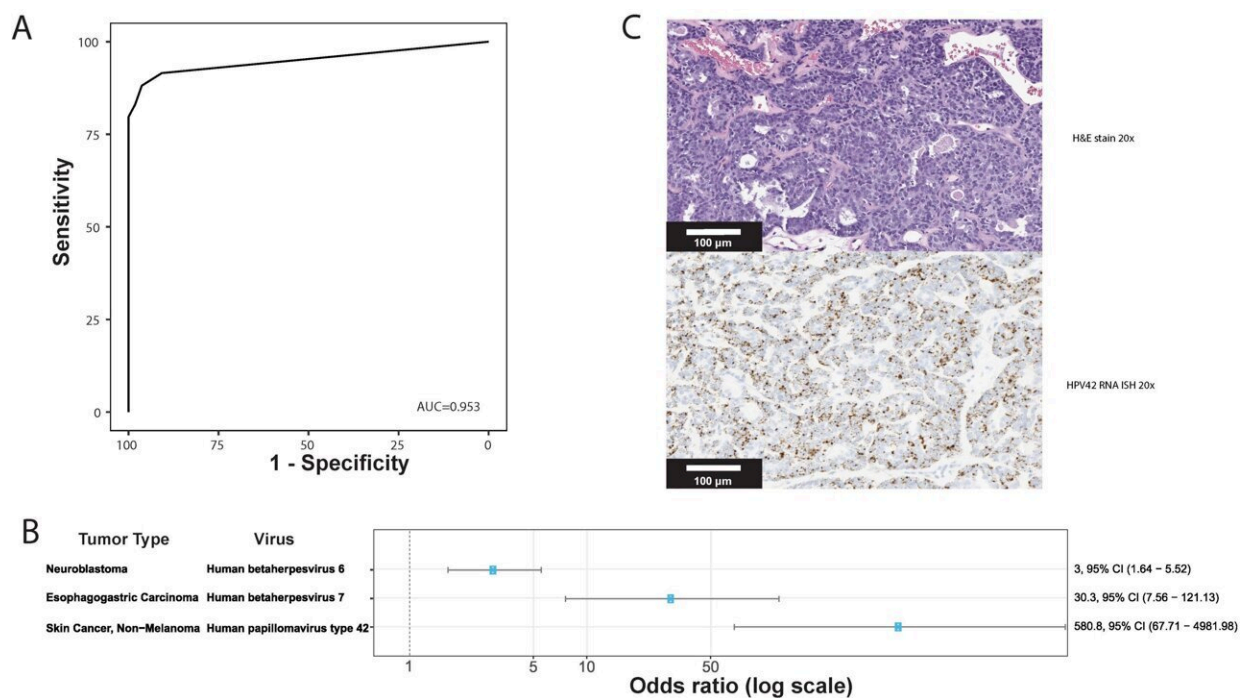 A
100
75
50
25
0
Sensitivity
AUC=0.953
100 75 50 25 0
1 - Specificity
C
H&E stain 20x
100 µm
HPV42 RNA ISH 20x
100 µm
B
Tumor Type Virus
Neuroblastoma Human betaherpesvirus 6 3, 95% CI (1.64 − 5.52)
Esophagogastric Carcinoma Human betaherpesvirus 7 30.3, 95% CI (7.56 − 121.13)
Skin Cancer, Non−Melanoma Human papillomavirus type 42 580.8, 95% CI (67.71 − 4981.98)
1 5 10 50
Odds ratio (log scale)